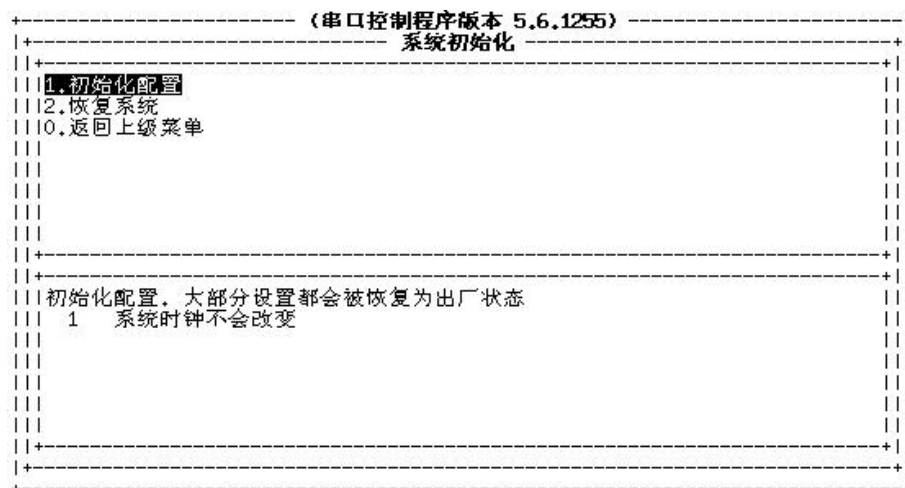 (串口控制程序版本 5.6.1255)
系统初始化
1.初始化配置
2.恢复系统
0.返回上级菜单
初始化配置. 大部分设置都会被恢复为出厂状态
1 系统时钟不会改变